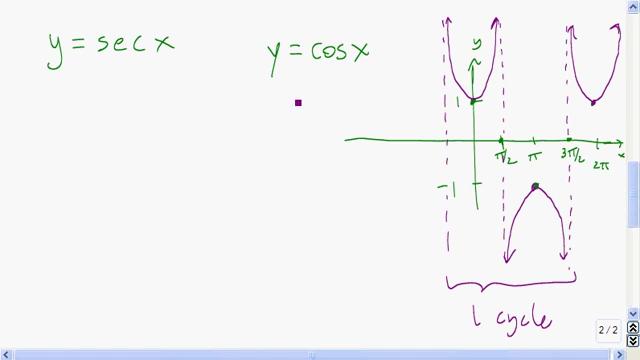 y = sec x
y = cos x
y
1
π/2
π
3π/2
2π
x
-1
1 cycle
2 / 2